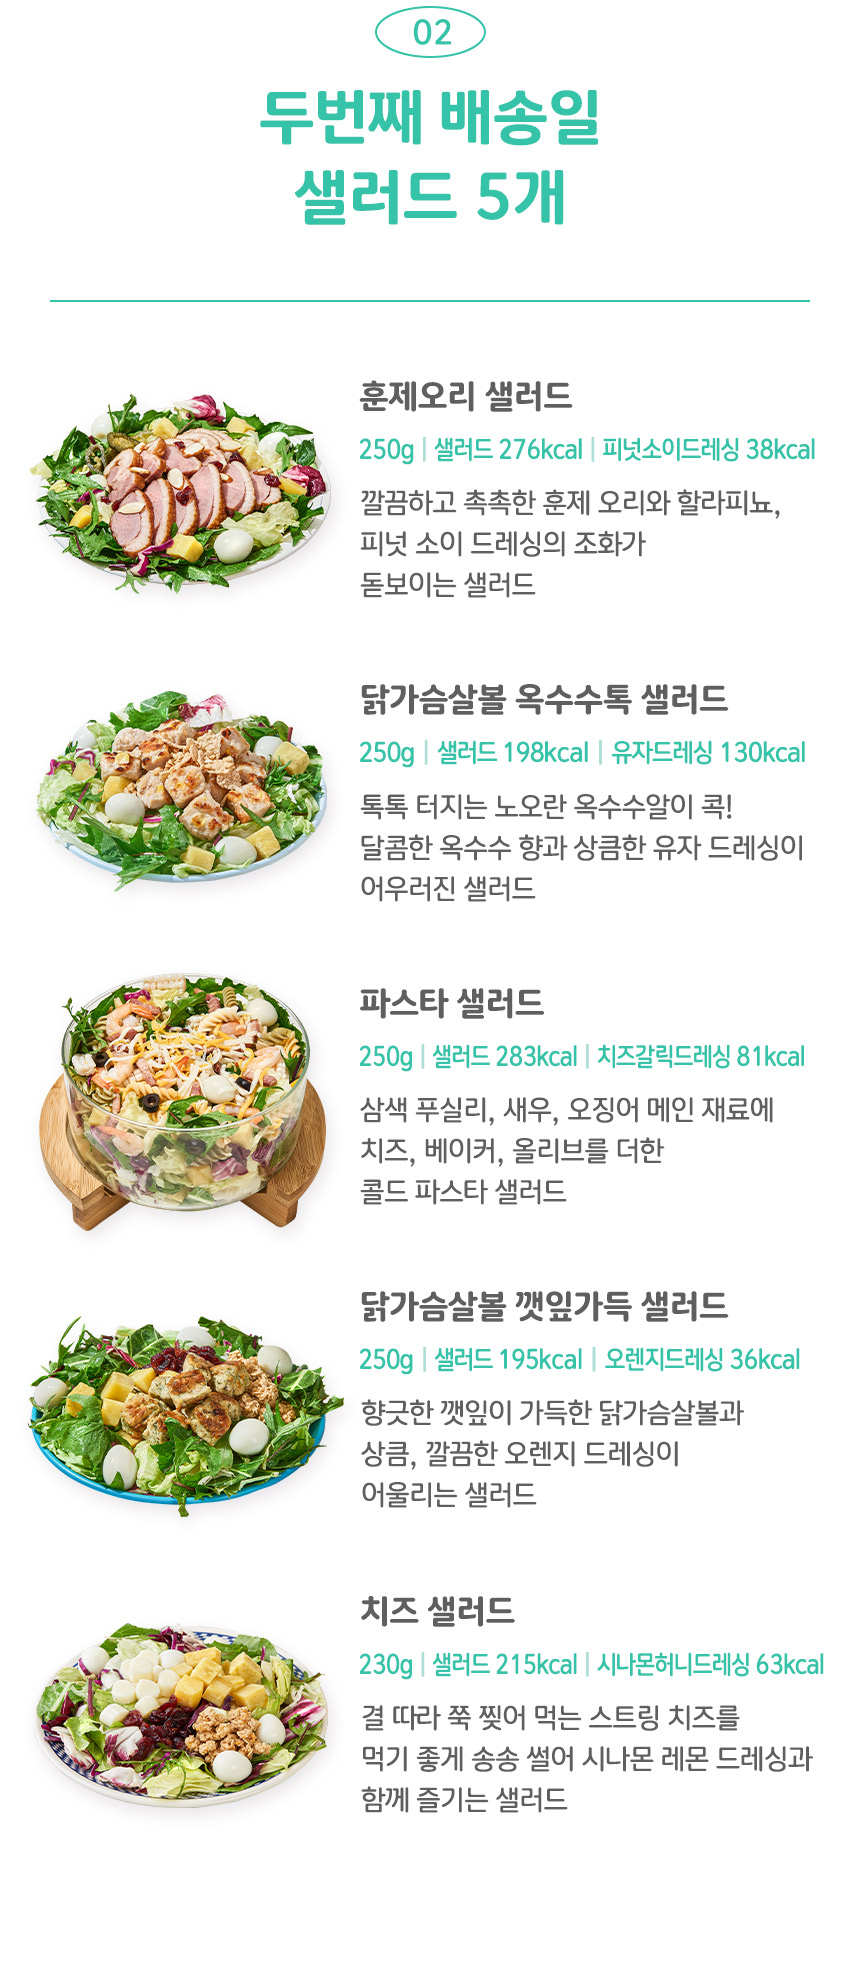 02
두번째 배송일
샐러드 5개
훈제오리 샐러드
250g | 샐러드 276kcal | 피넛소이드레싱 38kcal
깔끔하고 촉촉한 훈제 오리와 할라피뇨,
피넛 소이 드레싱의 조화가
돋보이는 샐러드
닭가슴살볼 옥수수톡 샐러드
250g | 샐러드 198kcal | 유자드레싱 130kcal
톡톡 터지는 노오란 옥수수알이 콕!
달콤한 옥수수 향과 상큼한 유자 드레싱이
어우러진 샐러드
파스타 샐러드
250g | 샐러드 283kcal | 치즈갈릭드레싱 81kcal
삼색 푸실리, 새우, 오징어 메인 재료에
치즈, 베이커, 올리브를 더한
콜드 파스타 샐러드
닭가슴살볼 깻잎가득 샐러드
250g | 샐러드 195kcal | 오렌지드레싱 36kcal
향긋한 깻잎이 가득한 닭가슴살볼과
상큼, 깔끔한 오렌지 드레싱이
어울리는 샐러드
치즈 샐러드
230g | 샐러드 215kcal | 시나몬허니드레싱 63kcal
결 따라 쭉 찢어 먹는 스트링 치즈를
먹기 좋게 송송 썰어 시나몬 레몬 드레싱과
함께 즐기는 샐러드